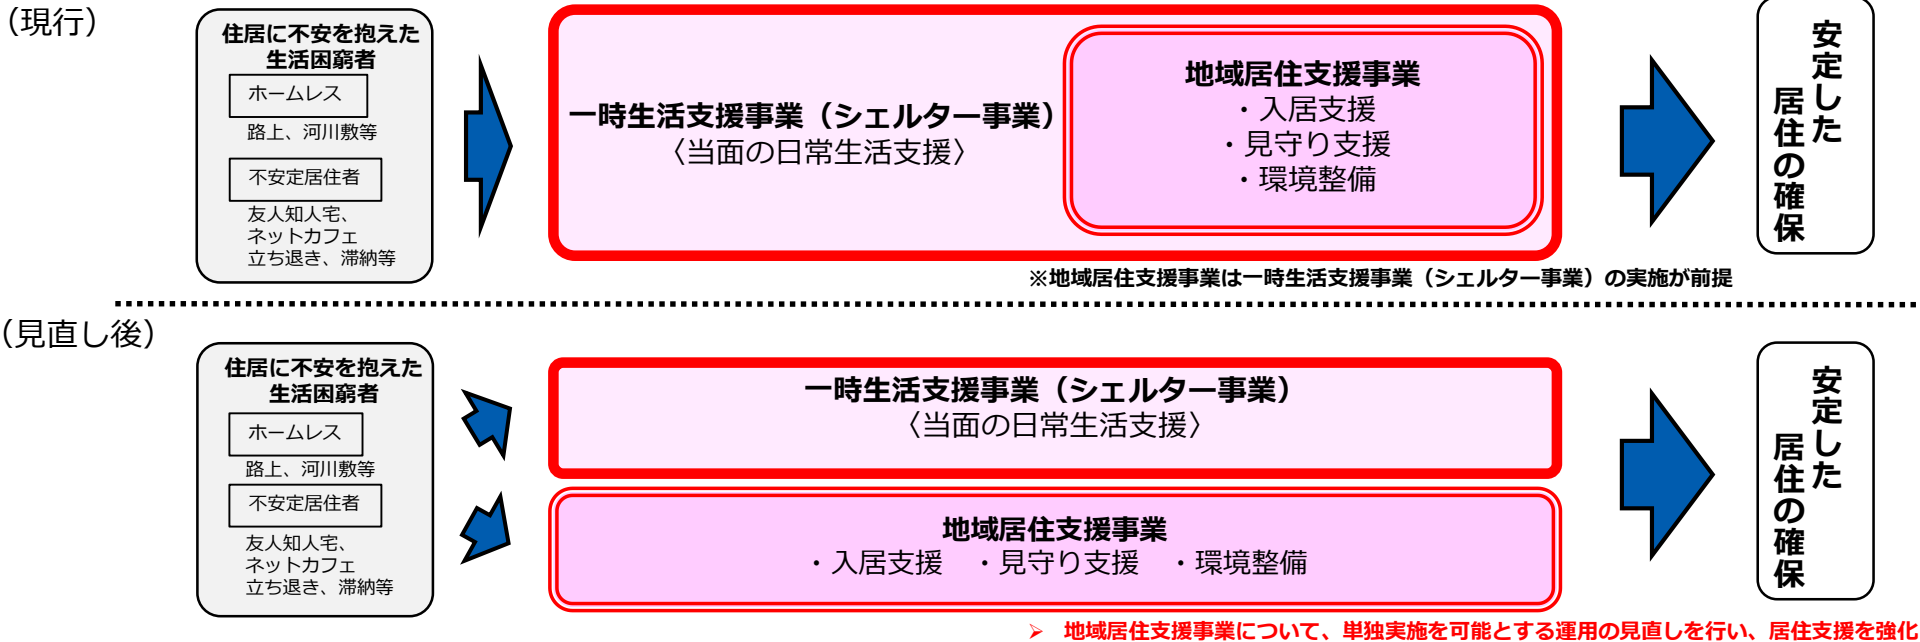 （現行）
住居に不安を抱えた
生活困窮者
ホームレス
路上、河川敷等
不安定居住者
友人知人宅、
ネットカフェ
立ち退き、滞納等
一時生活支援事業（シェルター事業）
〈当面の日常生活支援〉
地域居住支援事業
・入居支援
・見守り支援
・環境整備
安定した
居住の確保
※地域居住支援事業は一時生活支援事業（シェルター事業）の実施が前提
（見直し後）
住居に不安を抱えた
生活困窮者
ホームレス
路上、河川敷等
不安定居住者
友人知人宅、
ネットカフェ
立ち退き、滞納等
一時生活支援事業（シェルター事業）
〈当面の日常生活支援〉
地域居住支援事業
・入居支援　・見守り支援　・環境整備
安定した
居住の確保
➢ 地域居住支援事業について、単独実施を可能とする運用の見直しを行い、居住支援を強化